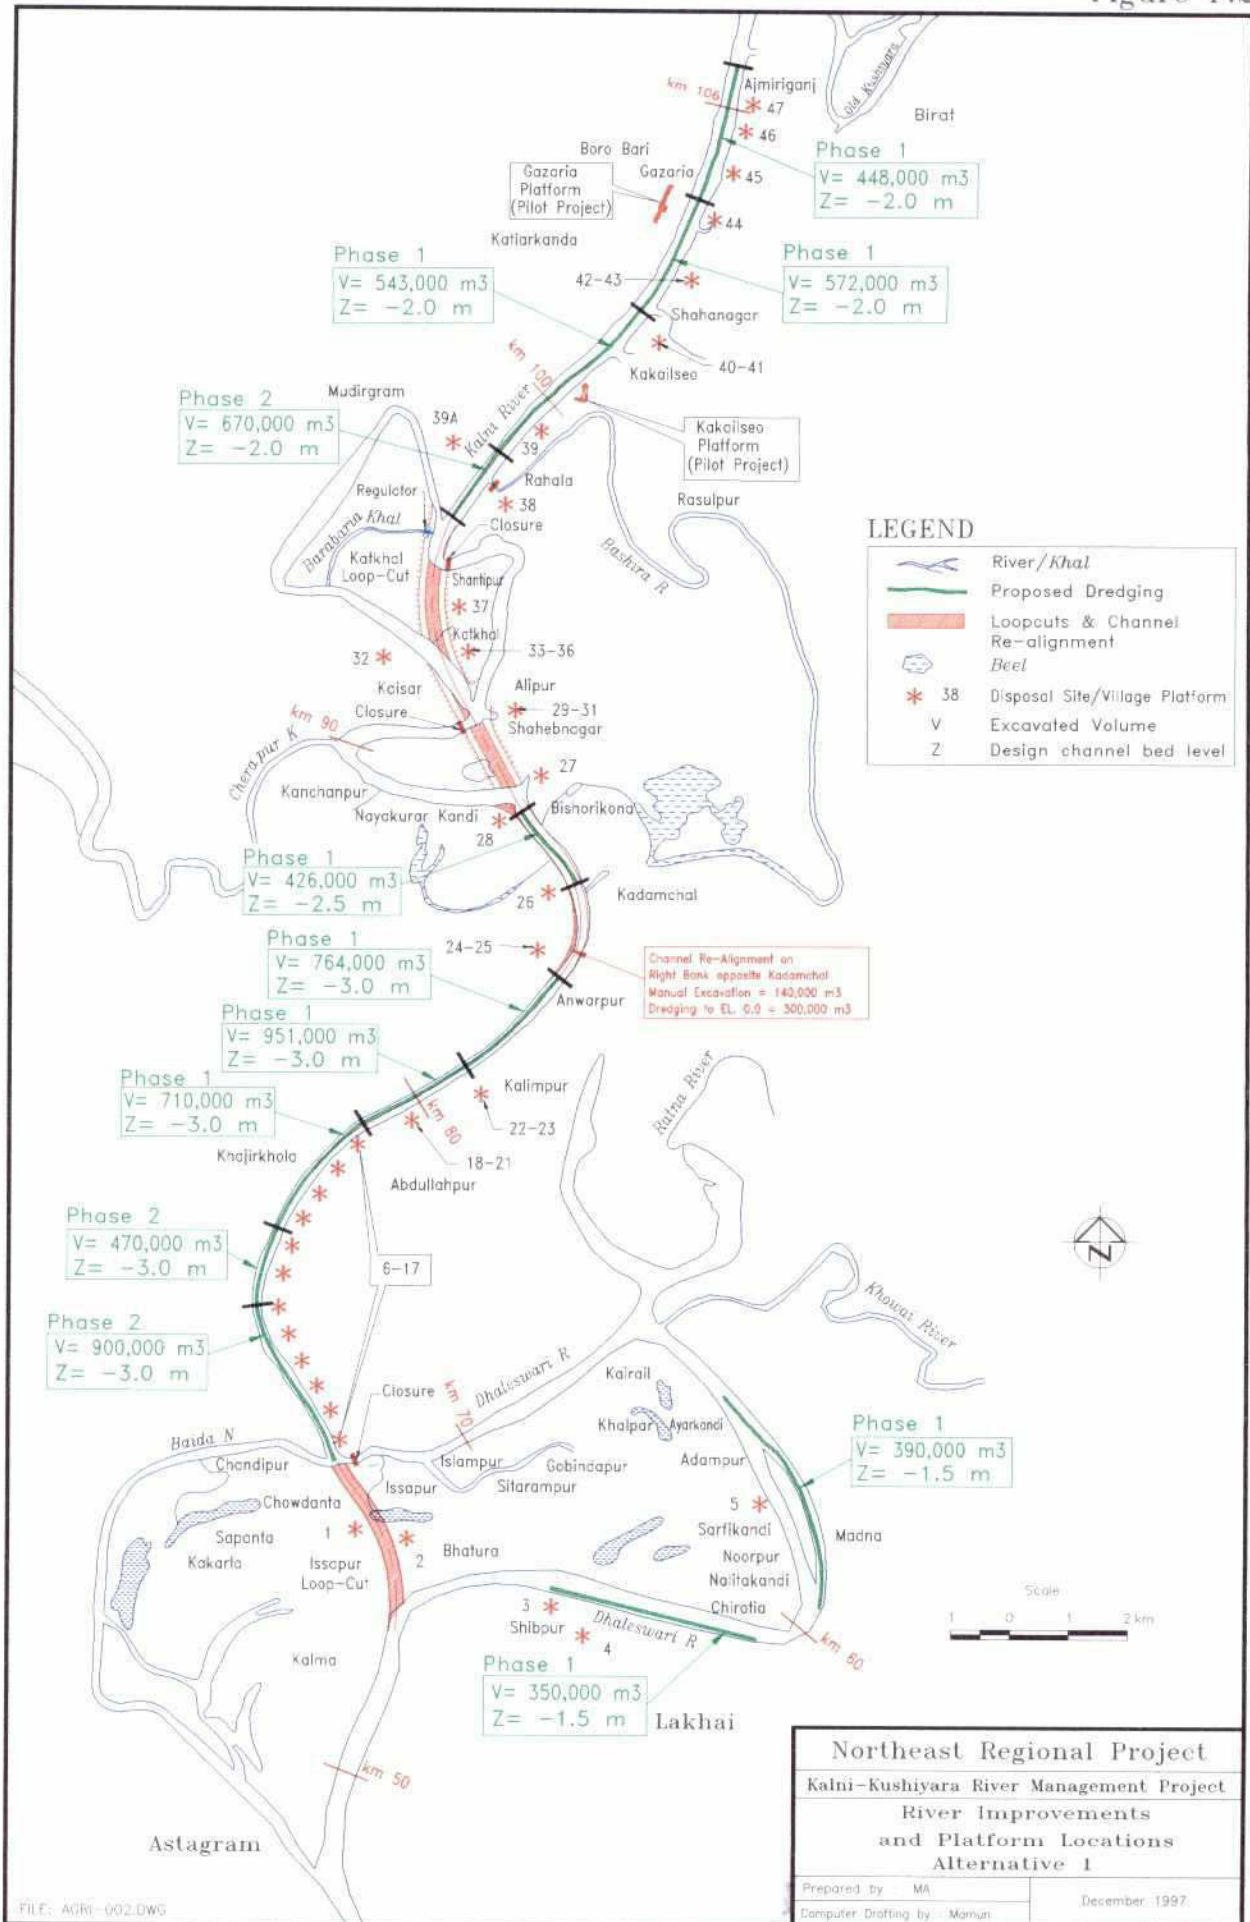 Ajmiriganj
km 106
47
Old Kushiyara
Birat
46
Boro Bari
Phase 1
V= 448,000 m3
Z= -2.0 m
Gazaria
Platform
(Pilot Project)
Gazaria
45
44
Katiarkanda
Phase 1
V= 543,000 m3
Z= -2.0 m
42-43
Phase 1
V= 572,000 m3
Z= -2.0 m
Shahanagar
40-41
km 100
Kakailseo
Mudirgram
Phase 2
V= 670,000 m3
Z= -2.0 m
39A
Kalni River
39
Kakailseo
Platform
(Pilot Project)
Rahala
Regulator
38
Rasulpur
Closure
Barabaria Khal
Katkhal
Loop-Cut
Shantipur
Bashira R
37
Katkhal
33-36
32
Koisar
Alipur
29-31
Closure
Shahebnagar
km 90
Cherapur K
27
Kanchanpur
Nayakurar Kandi
Bishorikona
28
LEGEND
River/Khal
Proposed Dredging
Loopcuts & Channel
Re-alignment
Beel
38 Disposal Site/Village Platform
V Excavated Volume
Z Design channel bed level
Phase 1
V= 426,000 m3
Z= -2.5 m
26
Kadamchal
24-25
Phase 1
V= 764,000 m3
Z= -3.0 m
Channel Re-Alignment on
Right Bank opposite Kadamchal
Manual Excavation = 140,000 m3
Dredging to EL. 0.0 = 300,000 m3
Anwarpur
Phase 1
V= 951,000 m3
Z= -3.0 m
Kalimpur
km 80
22-23
Ratna River
Phase 1
V= 710,000 m3
Z= -3.0 m
Khajirkhola
18-21
Abdullahpur
Phase 2
V= 470,000 m3
Z= -3.0 m
6-17
N
Khowai River
Phase 2
V= 900,000 m3
Z= -3.0 m
Closure
km 70
Dhaleswari R
Kairail
Khalpar
Ayarkandi
Phase 1
V= 390,000 m3
Z= -1.5 m
Baida N
Chandipur
Islampur
Gobindapur
Adampur
Issapur
Sitarampur
Chowdanta
5
Sapanta
1
Sarfikandi
Madna
Kakaria
Issapur
Loop-Cut
2
Bhatura
Noorpur
Nalitakandi
Chirotia
3
Shibpur
Dhaleswari R
4
km 60
Scale
1 0 1 2 km
Kalma
Phase 1
V= 350,000 m3
Z= -1.5 m
Lakhai
km 50
Astagram
Northeast Regional Project
Kalni-Kushiyara River Management Project
River Improvements
and Platform Locations
Alternative 1
Prepared by : MA
Computer Drafting by : Mamun
December 1997
FILE: AGRI-002.DWG